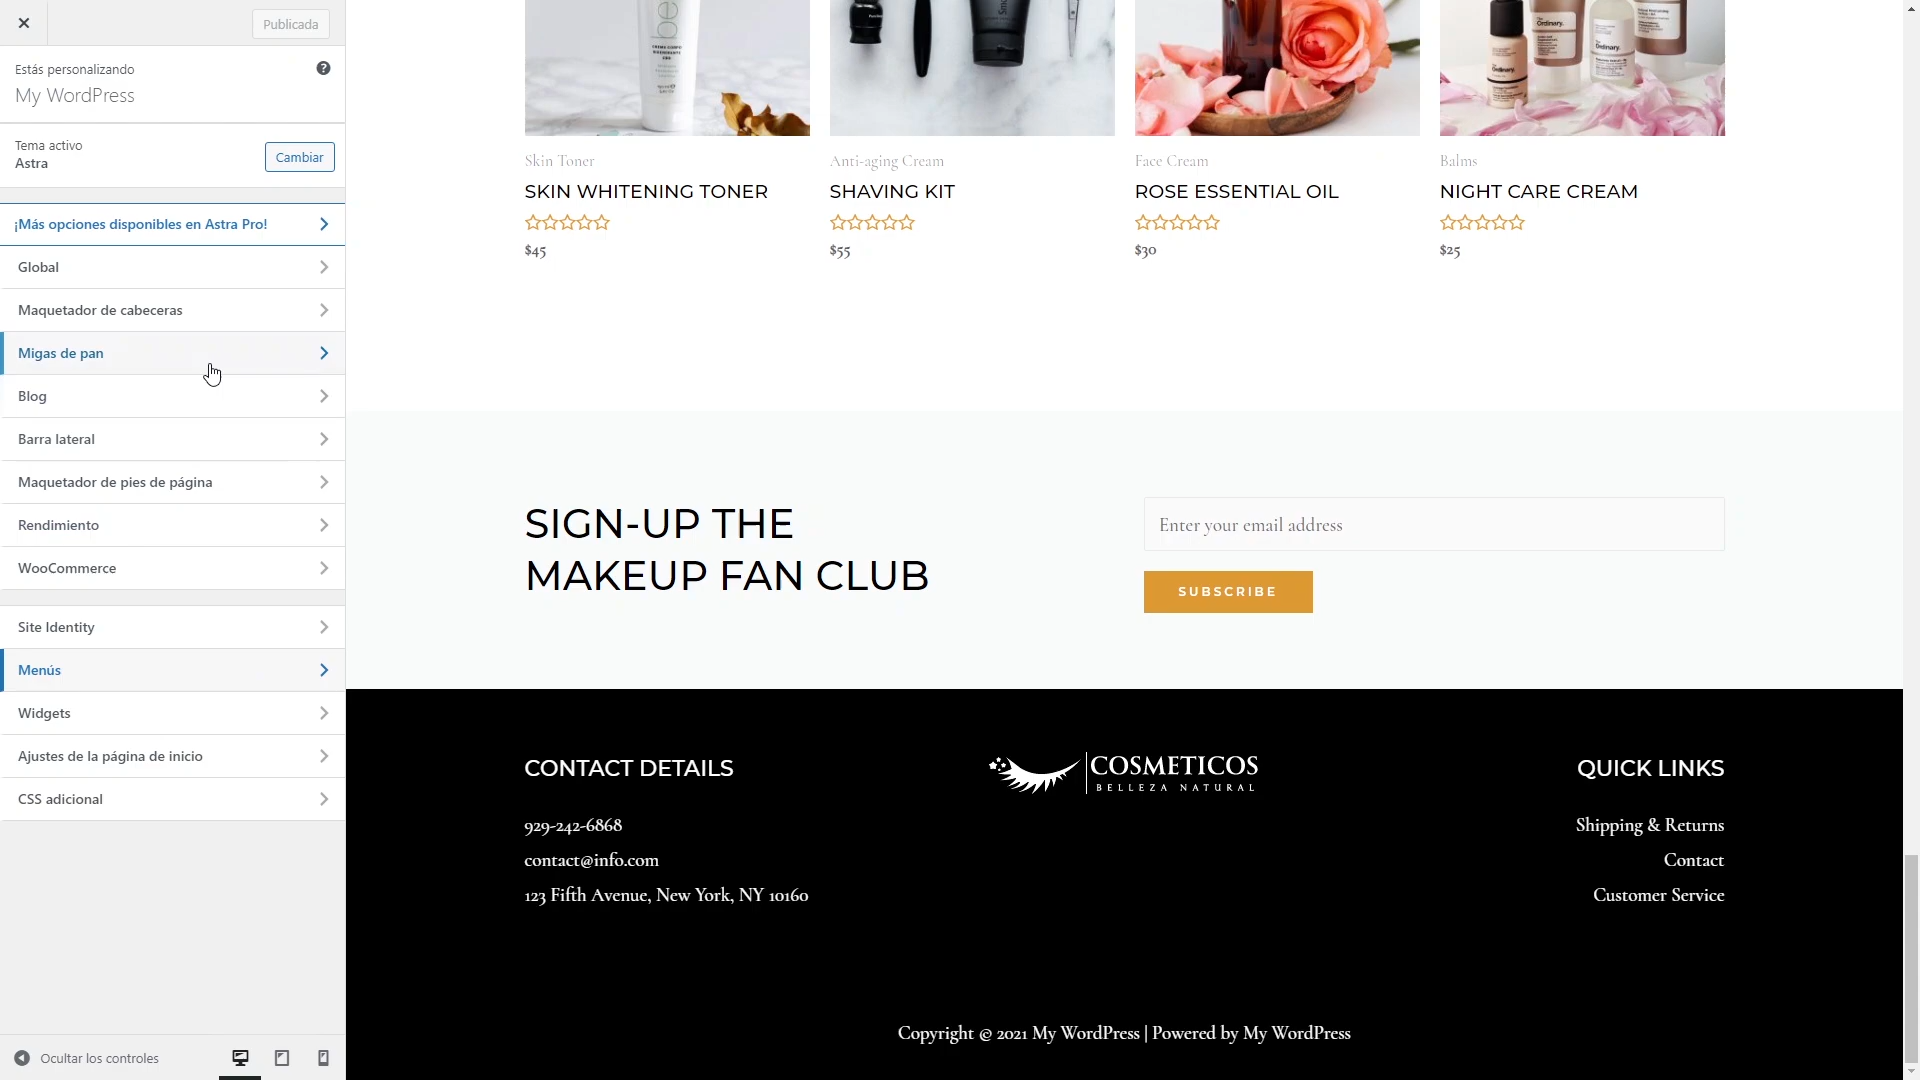 Publicada
Estás personalizando
My WordPress
Tema activo
Astra
Cambiar
¡Más opciones disponibles en Astra Pro!
Global
Maquetador de cabeceras
Migas de pan
Blog
Barra lateral
Maquetador de pies de página
Rendimiento
WooCommerce
Site Identity
Menús
Widgets
Ajustes de la página de inicio
CSS adicional
Ocultar los controles
Ordinary.
Ordinary.
Ordinary.
Skin Toner
SKIN WHITENING TONER
$45
Anti-aging Cream
SHAVING KIT
$55
Face Cream
ROSE ESSENTIAL OIL
$30
Balms
NIGHT CARE CREAM
$25
SIGN-UP THE
MAKEUP FAN CLUB
Enter your email address
SUBSCRIBE
CONTACT DETAILS
929-242-6868
contact@info.com
123 Fifth Avenue, New York, NY 10160
COSMETICOS
BELLEZA NATURAL
QUICK LINKS
Shipping & Returns
Contact
Customer Service
Copyright © 2021 My WordPress | Powered by My WordPress